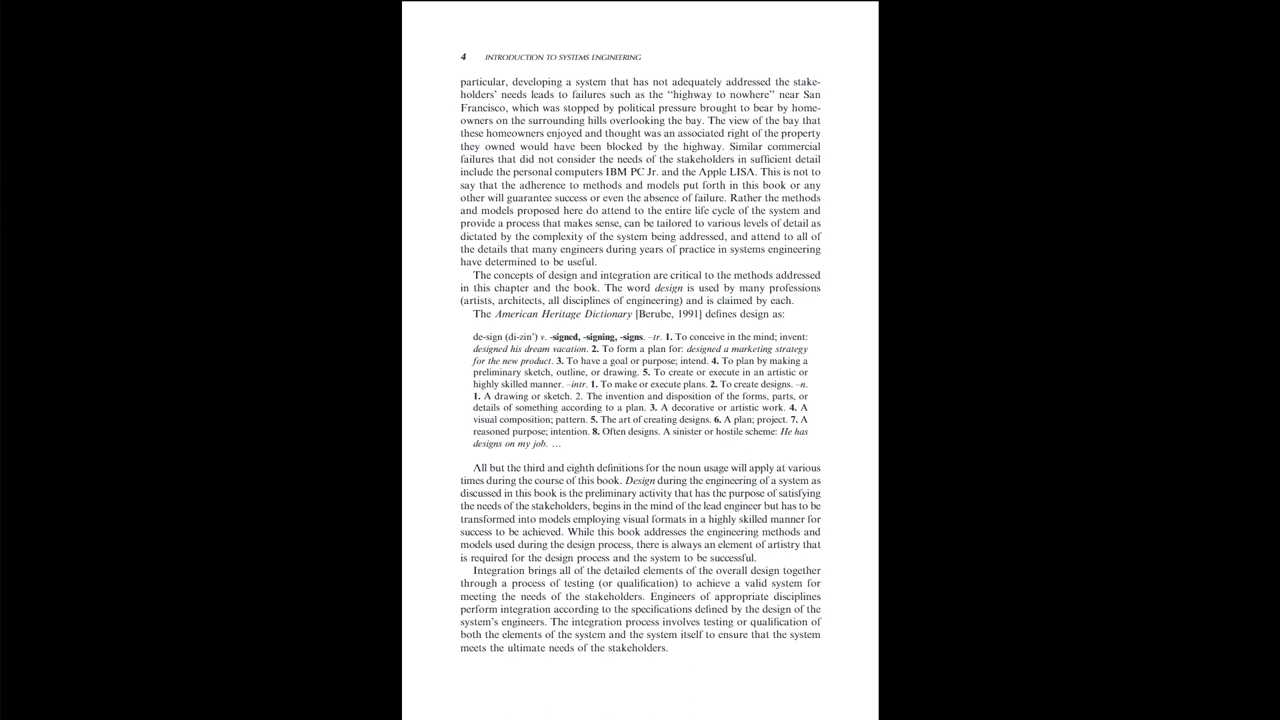 4 INTRODUCTION TO SYSTEMS ENGINEERING
particular, developing a system that has not adequately addressed the stake-
holders' needs leads to failures such as the "highway to nowhere" near San
Francisco, which was stopped by political pressure brought to bear by home-
owners on the surrounding hills overlooking the bay. The view of the bay that
these homeowners enjoyed and thought was an associated right of the property
they owned would have been blocked by the highway. Similar commercial
failures that did not consider the needs of the stakeholders in sufficient detail
include the personal computers IBM PC Jr. and the Apple LISA. This is not to
say that the adherence to methods and models put forth in this book or any
other will guarantee success or even the absence of failure. Rather the methods
and models proposed here do attend to the entire life cycle of the system and
provide a process that makes sense, can be tailored to various levels of detail as
dictated by the complexity of the system being addressed, and attend to all of
the details that many engineers during years of practice in systems engineering
have determined to be useful.
The concepts of design and integration are critical to the methods addressed
in this chapter and the book. The word design is used by many professions
(artists, architects, all disciplines of engineering) and is claimed by each.
The American Heritage Dictionary [Berube, 1991] defines design as:
de-sign (di-zin') v. -signed, -signing, -signs. –tr. 1. To conceive in the mind; invent:
designed his dream vacation. 2. To form a plan for: designed a marketing strategy
for the new product. 3. To have a goal or purpose; intend. 4. To plan by making a
preliminary sketch, outline, or drawing. 5. To create or execute in an artistic or
highly skilled manner. –intr. 1. To make or execute plans. 2. To create designs. –n.
1. A drawing or sketch. 2. The invention and disposition of the forms, parts, or
details of something according to a plan. 3. A decorative or artistic work. 4. A
visual composition; pattern. 5. The art of creating designs. 6. A plan; project. 7. A
reasoned purpose; intention. 8. Often designs. A sinister or hostile scheme: He has
designs on my job. ...
All but the third and eighth definitions for the noun usage will apply at various
times during the course of this book. Design during the engineering of a system as
discussed in this book is the preliminary activity that has the purpose of satisfying
the needs of the stakeholders, begins in the mind of the lead engineer but has to be
transformed into models employing visual formats in a highly skilled manner for
success to be achieved. While this book addresses the engineering methods and
models used during the design process, there is always an element of artistry that
is required for the design process and the system to be successful.
Integration brings all of the detailed elements of the overall design together
through a process of testing (or qualification) to achieve a valid system for
meeting the needs of the stakeholders. Engineers of appropriate disciplines
perform integration according to the specifications defined by the design of the
system's engineers. The integration process involves testing or qualification of
both the elements of the system and the system itself to ensure that the system
meets the ultimate needs of the stakeholders.